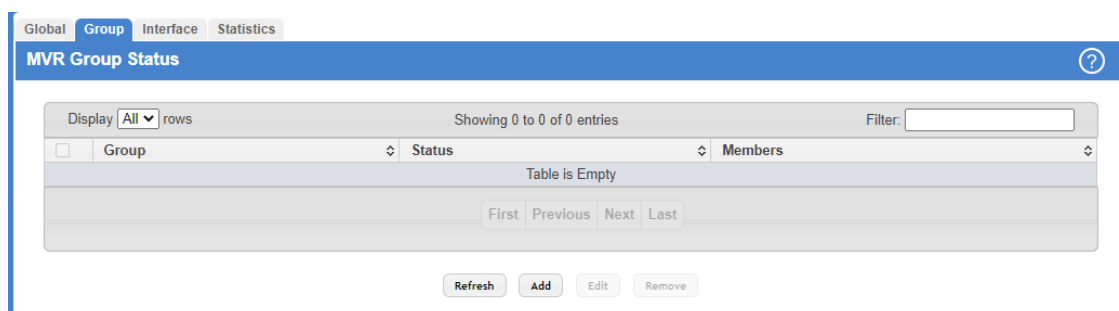 Global Group Interface Statistics
MVR Group Status ?
Display All rows Showing 0 to 0 of 0 entries Filter:
Group Status Members
Table is Empty
First Previous Next Last
Refresh Add Edit Remove